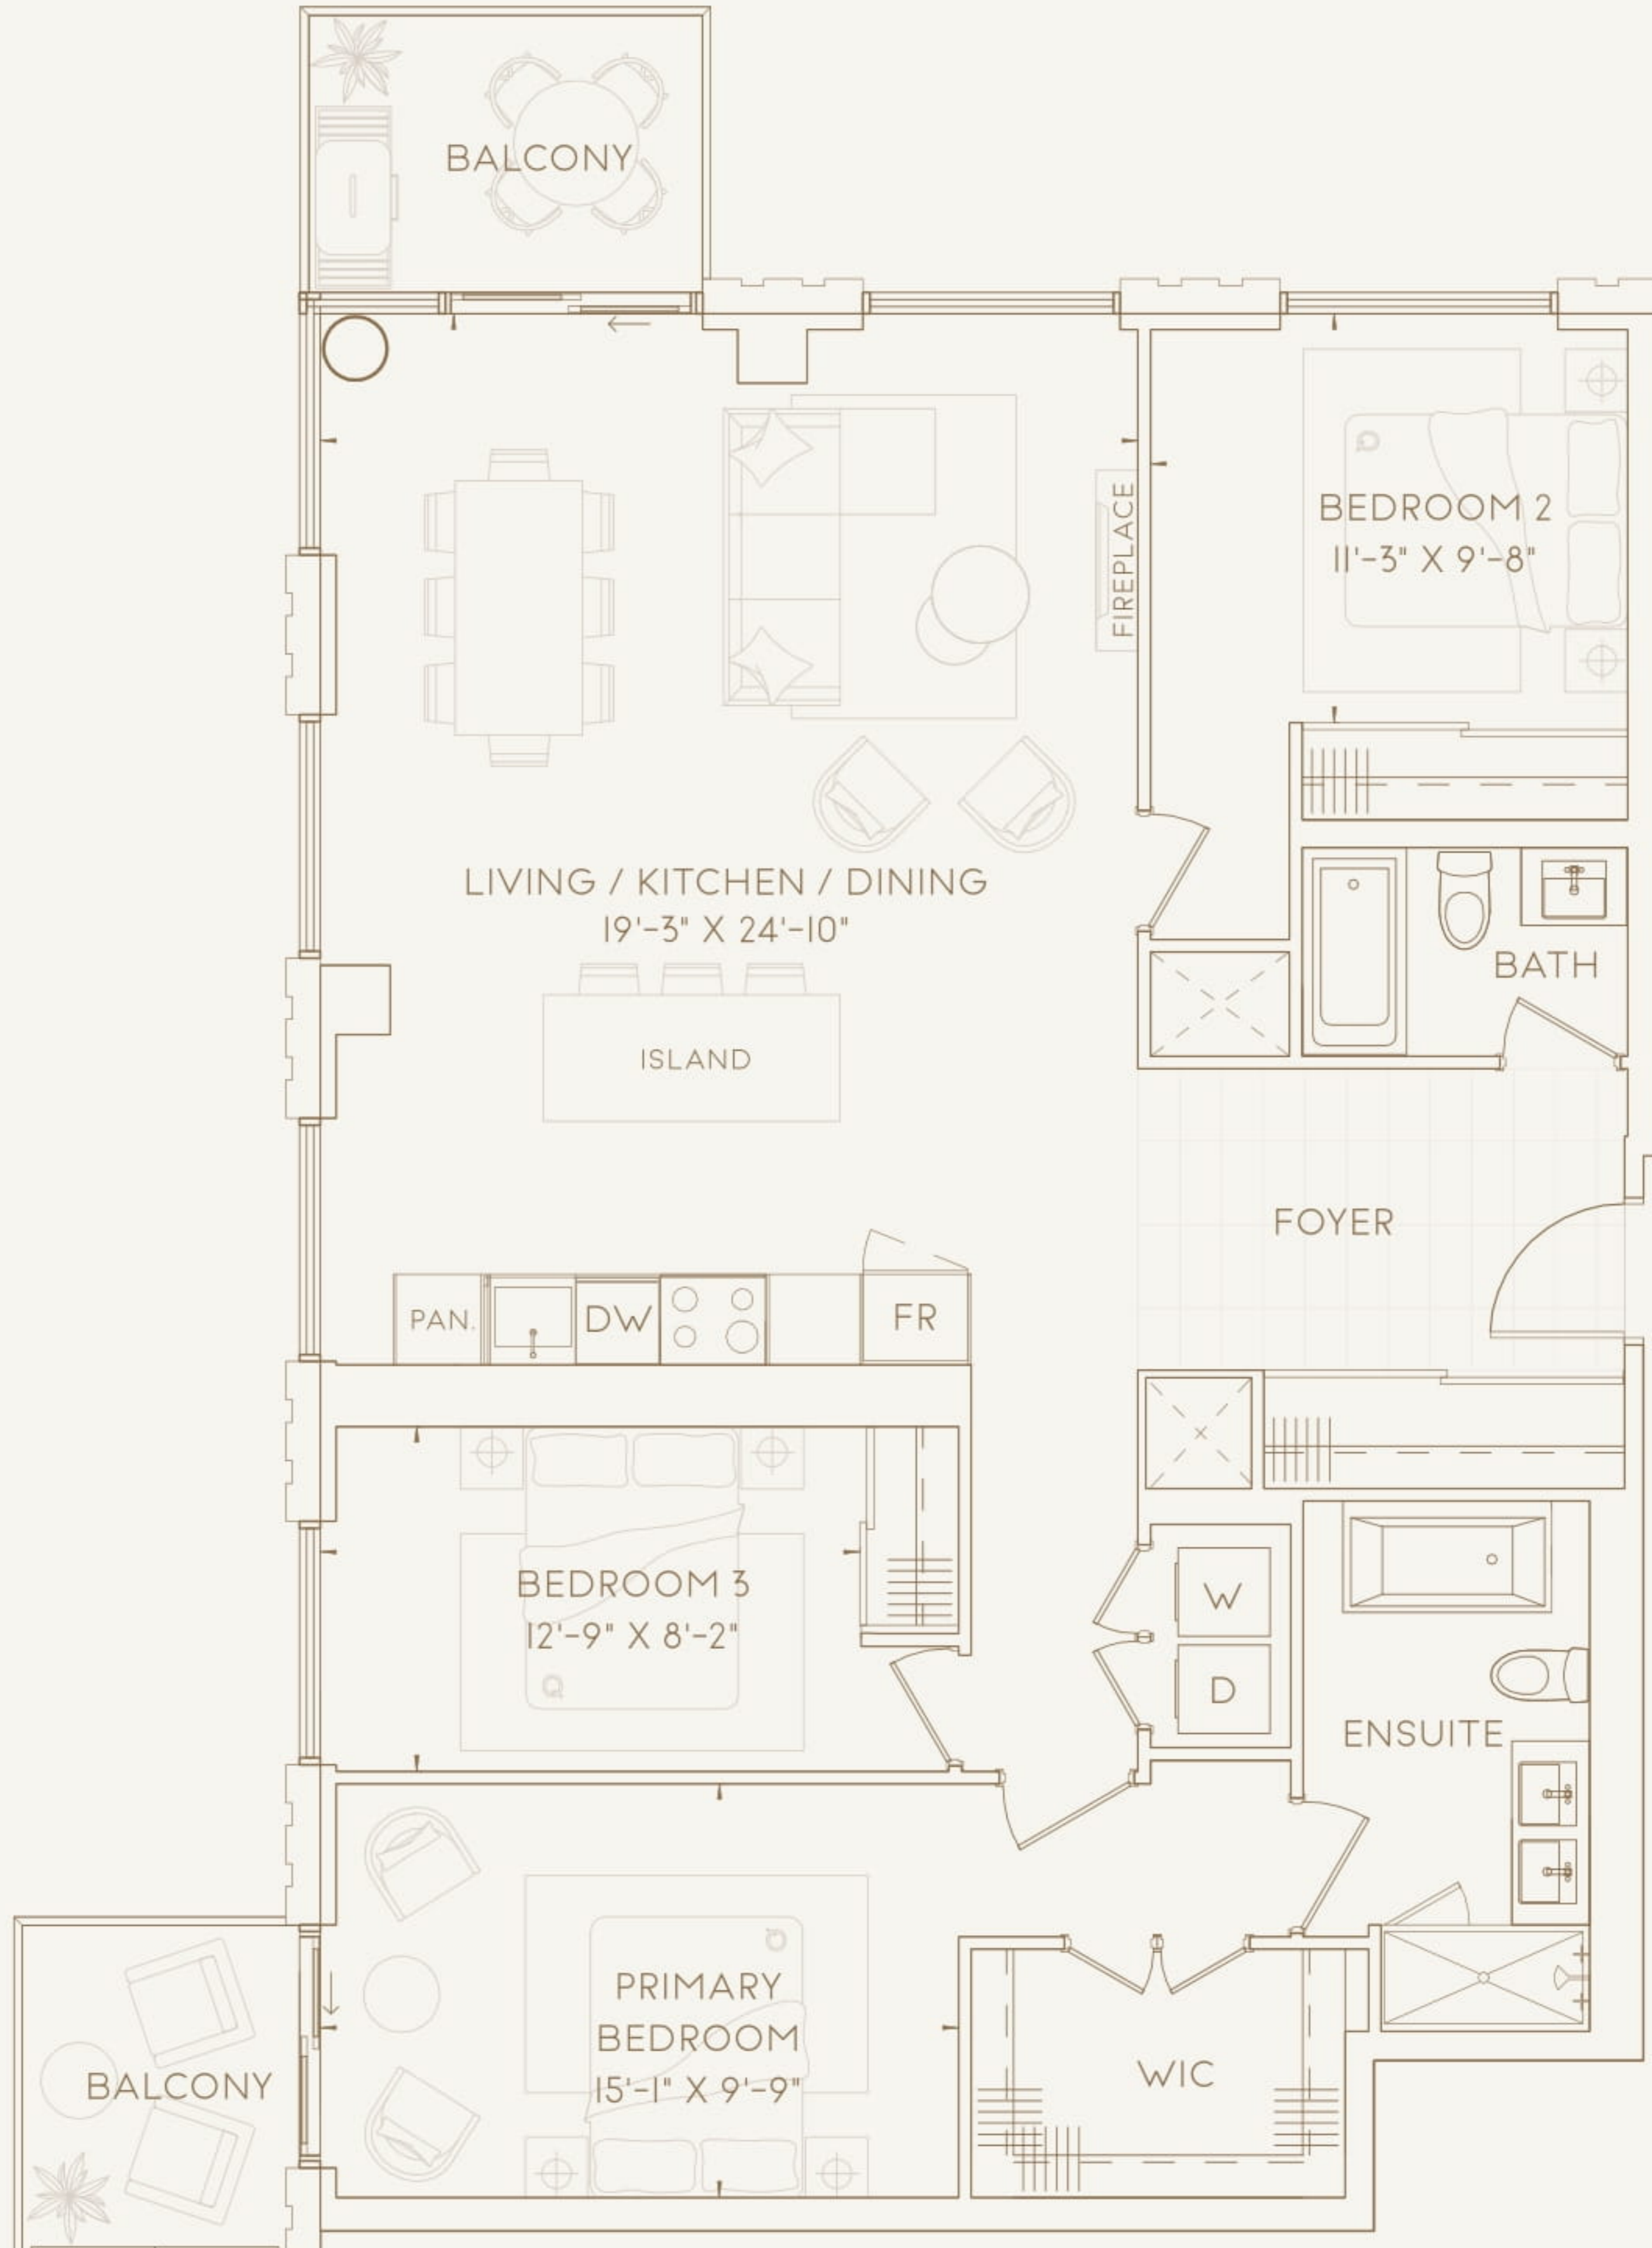 BALCONY
FIREPLACE
BEDROOM 2
11'-3" X 9'-8"
LIVING / KITCHEN / DINING
19'-3" X 24'-10"
BATH
ISLAND
FOYER
PAN.
DW
FR
BEDROOM 3
12'-9" X 8'-2"
W
D
ENSUITE
PRIMARY
BEDROOM
15'-1" X 9'-9"
BALCONY
WIC